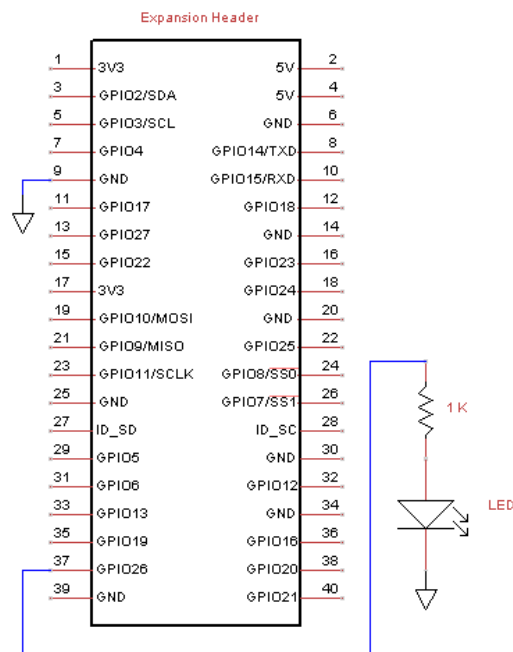 Expansion Header
1 3V3 5V 2
3 GPIO2/SDA 5V 4
5 GPIO3/SCL GND 6
7 GPIO4 GPIO14/TXD 8
9 GND GPIO15/RXD 10
11 GPIO17 GPIO18 12
13 GPIO27 GND 14
15 GPIO22 GPIO23 16
17 3V3 GPIO24 18
19 GPIO10/MOSI GND 20
21 GPIO9/MISO GPIO25 22
23 GPIO11/SCLK GPIO8/SS0 24
25 GND GPIO7/SS1 26
27 ID_SD ID_SC 28
29 GPIO5 GND 30
31 GPIO6 GPIO12 32
33 GPIO13 GND 34
35 GPIO19 GPIO16 36
37 GPIO26 GPIO20 38
39 GND GPIO21 40
1K
LED